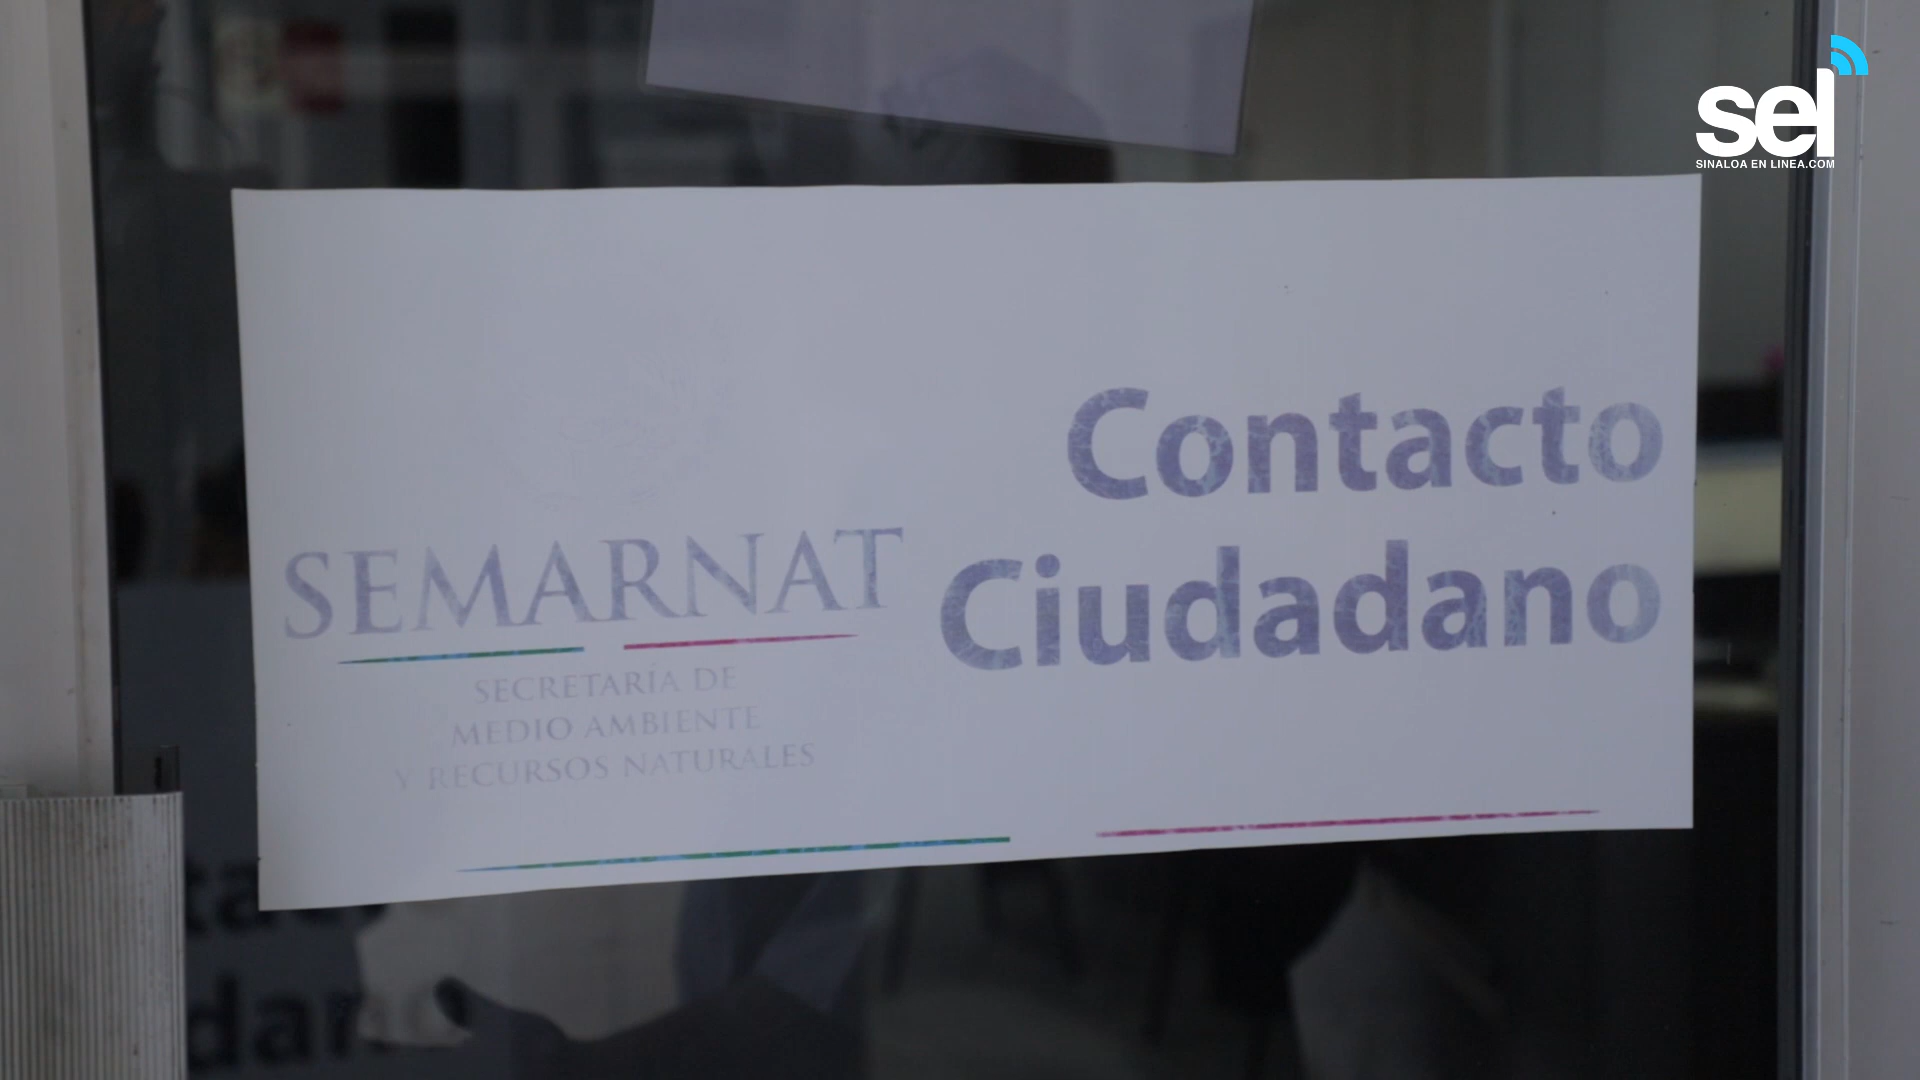 sel
SINALOA EN LINEA.COM
Contacto
Ciudadano
SEMARNAT
SECRETARÍA DE
MEDIO AMBIENTE
Y RECURSOS NATURALES